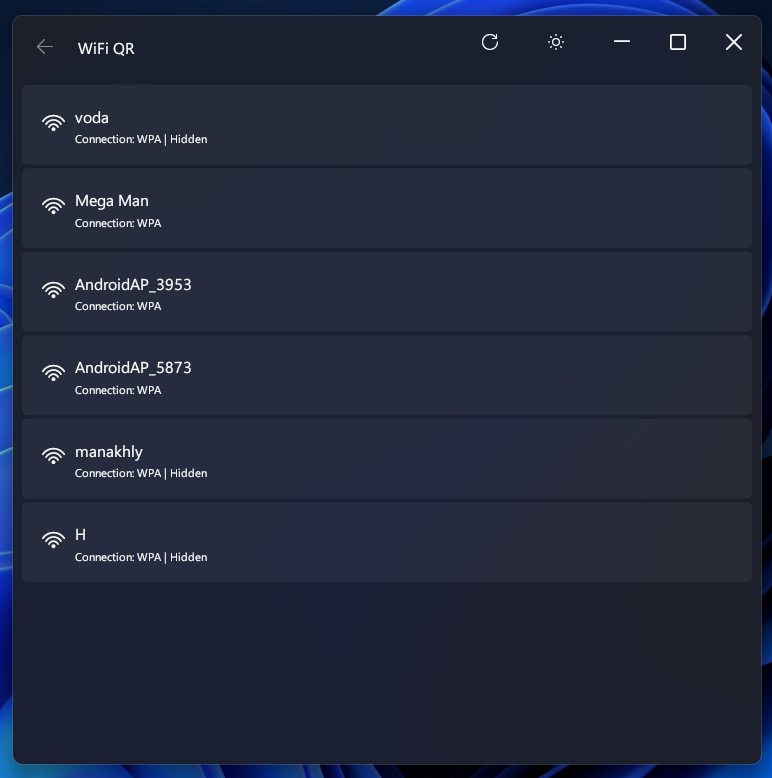 WiFi QR
voda
Connection: WPA | Hidden
Mega Man
Connection: WPA
AndroidAP_3953
Connection: WPA
AndroidAP_5873
Connection: WPA
manakhly
Connection: WPA | Hidden
H
Connection: WPA | Hidden